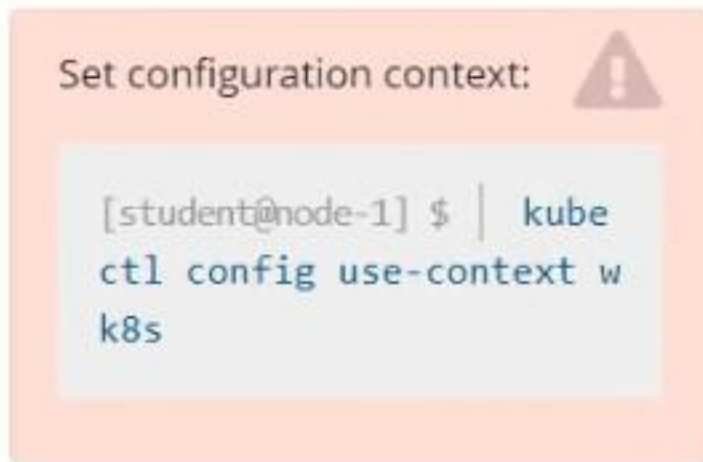 Set configuration context:
[student@node-1] $ | kube
ctl config use-context w
k8s